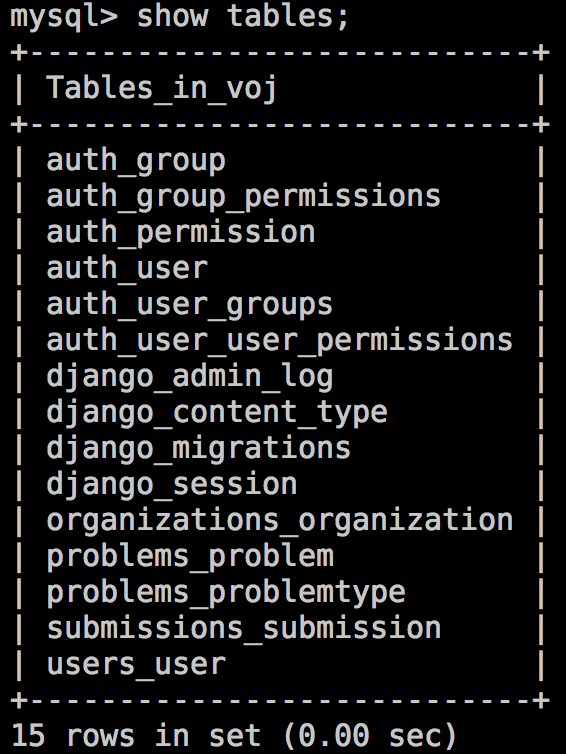 mysql> show tables;
+-----------------------------+
| Tables_in_voj               |
+-----------------------------+
| auth_group                  |
| auth_group_permissions      |
| auth_permission             |
| auth_user                   |
| auth_user_groups            |
| auth_user_user_permissions |
| django_admin_log            |
| django_content_type         |
| django_migrations           |
| django_session              |
| organizations_organization |
| problems_problem            |
| problems_problemtype        |
| submissions_submission      |
| users_user                  |
+-----------------------------+
15 rows in set (0.00 sec)